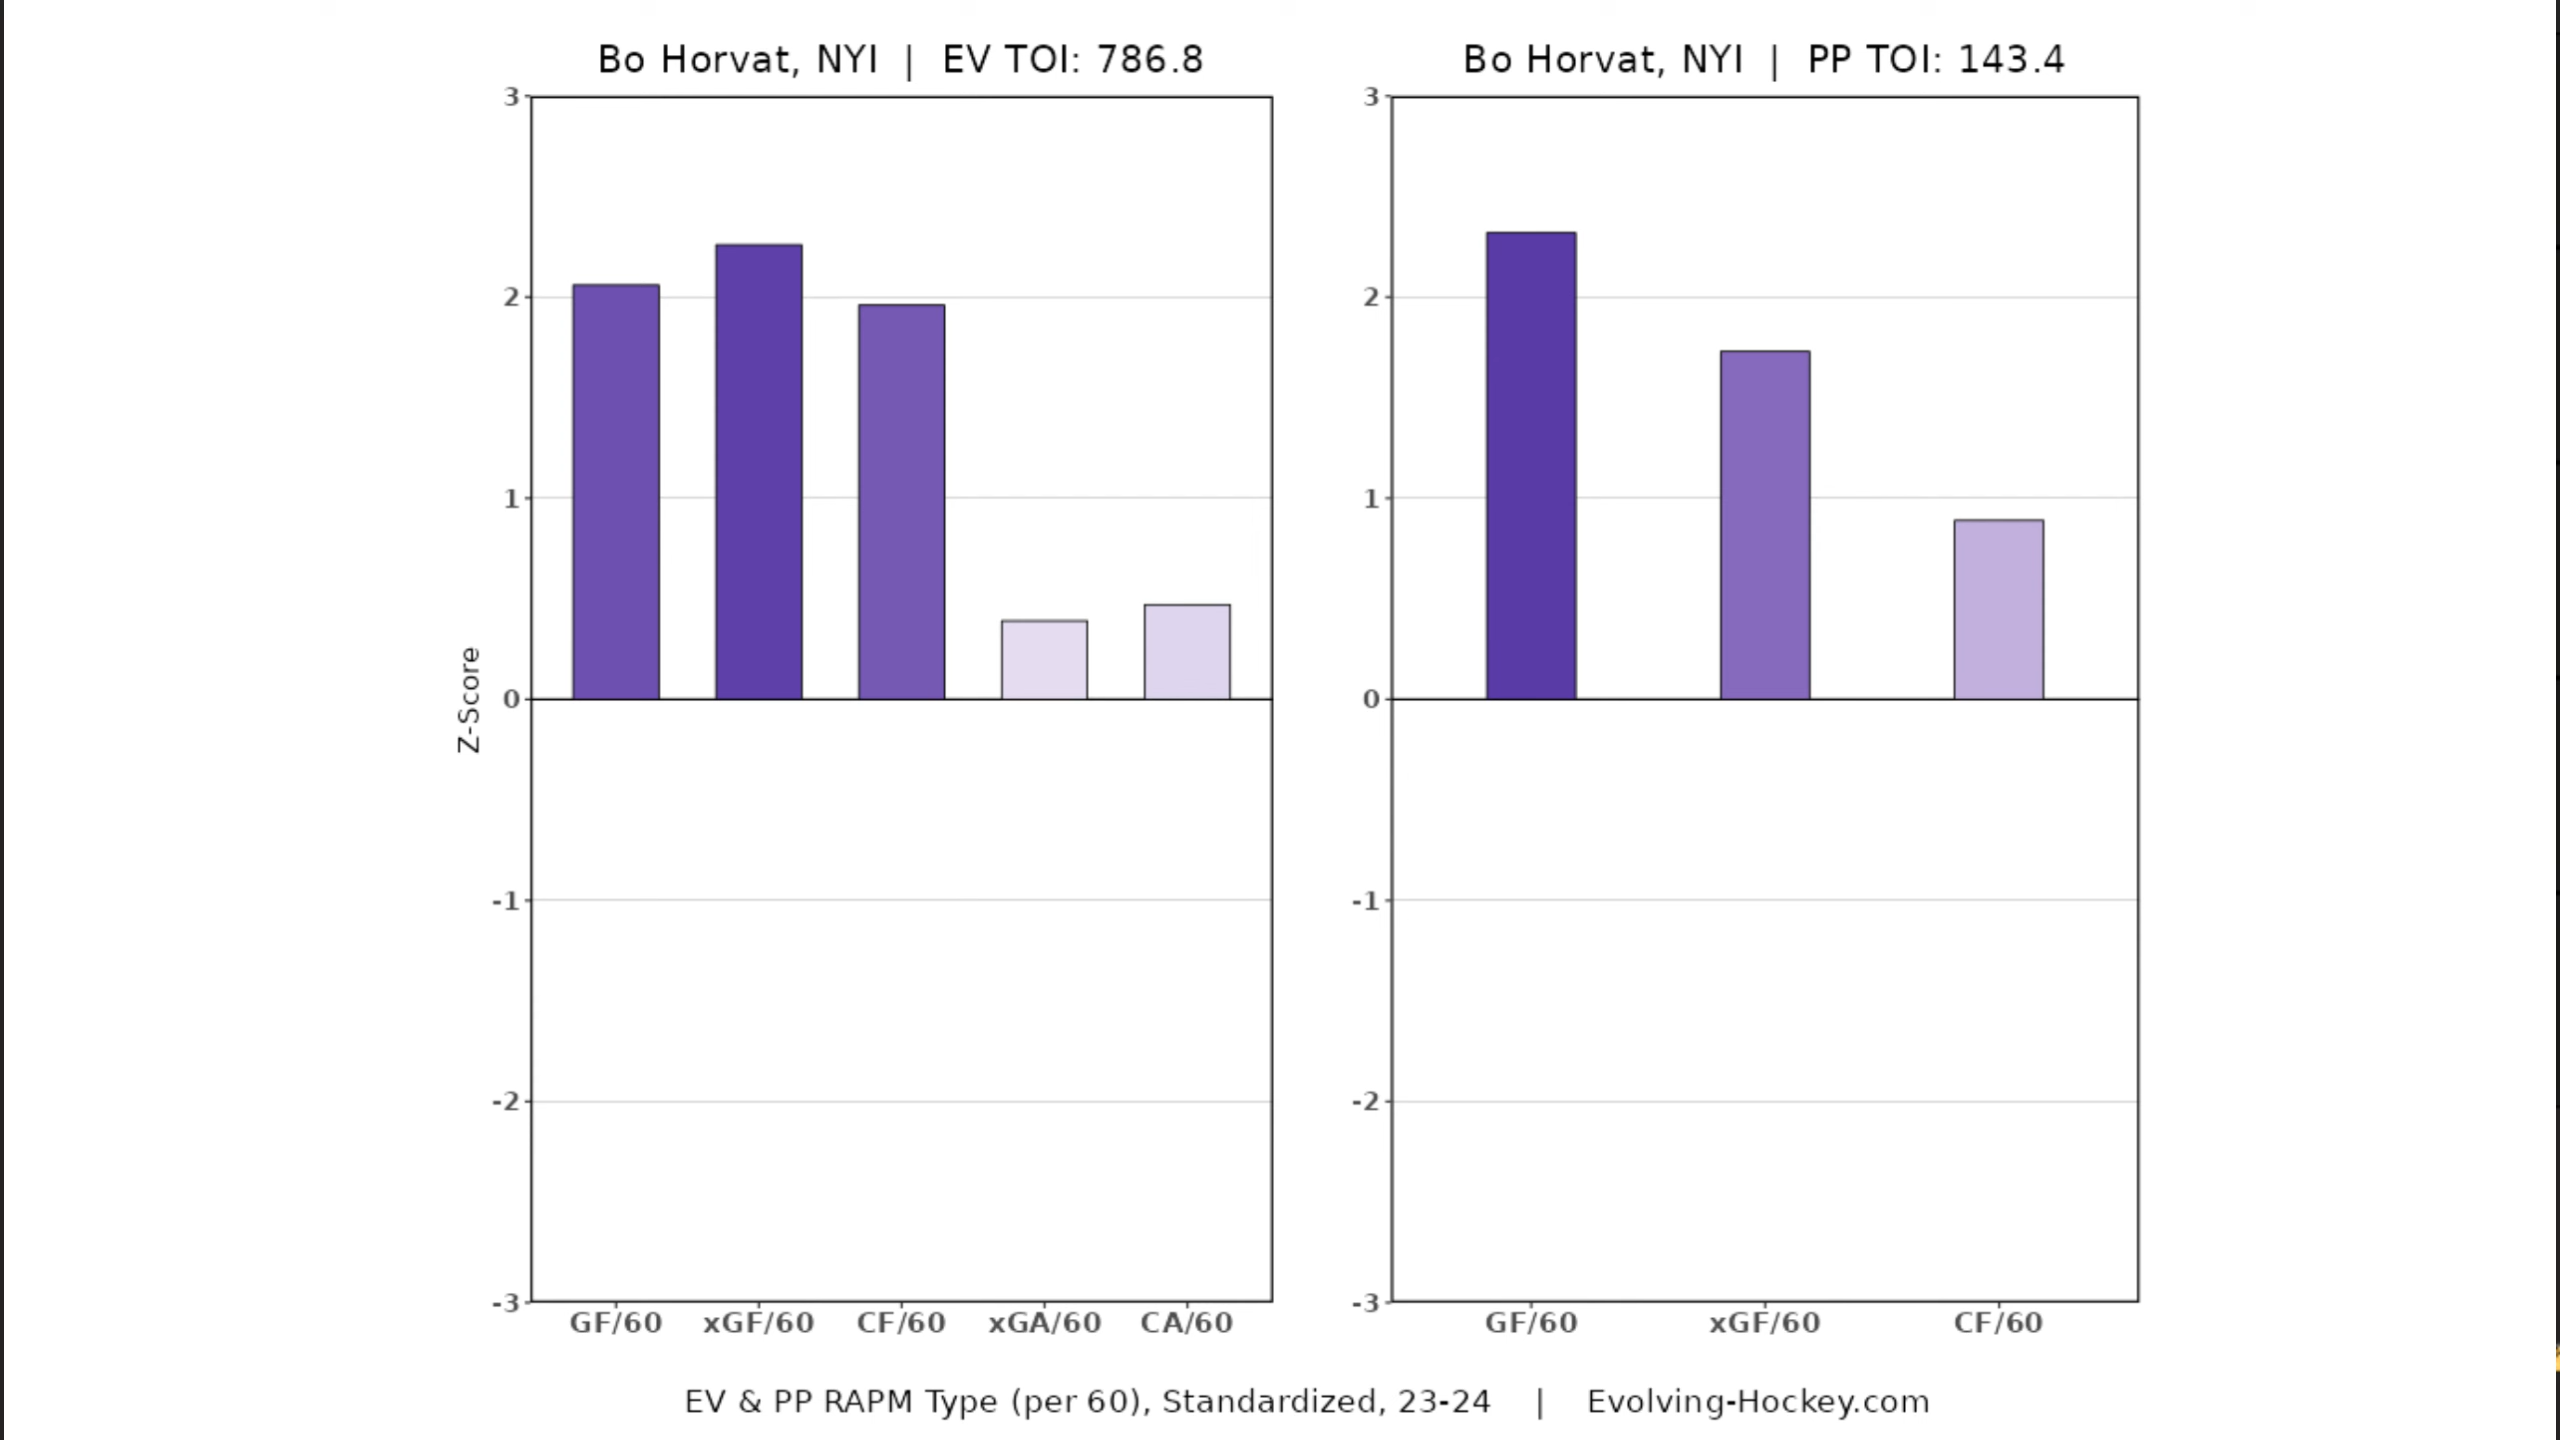 Bo Horvat, NYI | EV TOI: 786.8
3
2
1
0
-1
-2
-3
Z-Score
GF/60 xGF/60 CF/60 xGA/60 CA/60
Bo Horvat, NYI | PP TOI: 143.4
3
2
1
0
-1
-2
-3
GF/60 xGF/60 CF/60
EV & PP RAPM Type (per 60), Standardized, 23-24 | Evolving-Hockey.com